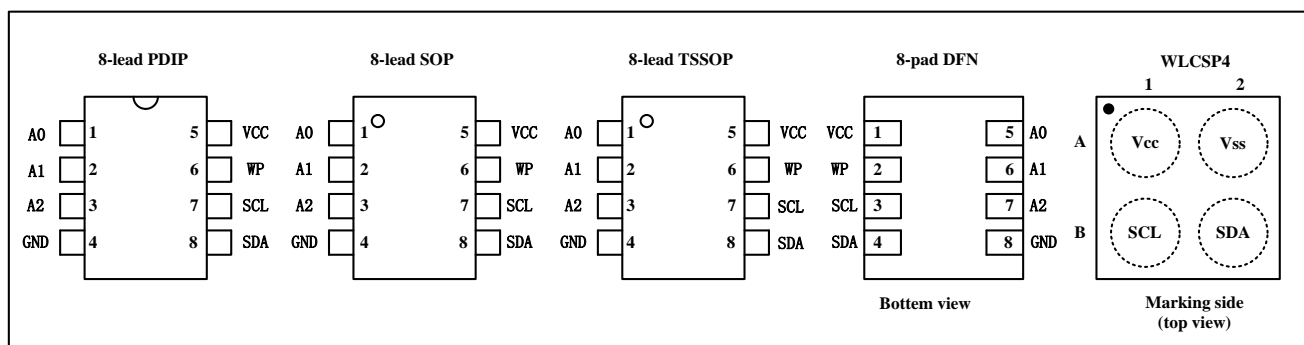 8-lead PDIP
A0 1 5 VCC
A1 2 6 WP
A2 3 7 SCL
GND 4 8 SDA
8-lead SOP
A0 1 5 VCC
A1 2 6 WP
A2 3 7 SCL
GND 4 8 SDA
8-lead TSSOP
A0 1 5 VCC
A1 2 6 WP
A2 3 7 SCL
GND 4 8 SDA
8-pad DFN
VCC 1 5 A0
WP 2 6 A1
SCL 3 7 A2
SDA 4 8 GND
Bottem view
WLCSP4
1 2
A Vcc Vss
B SCL SDA
Marking side
(top view)